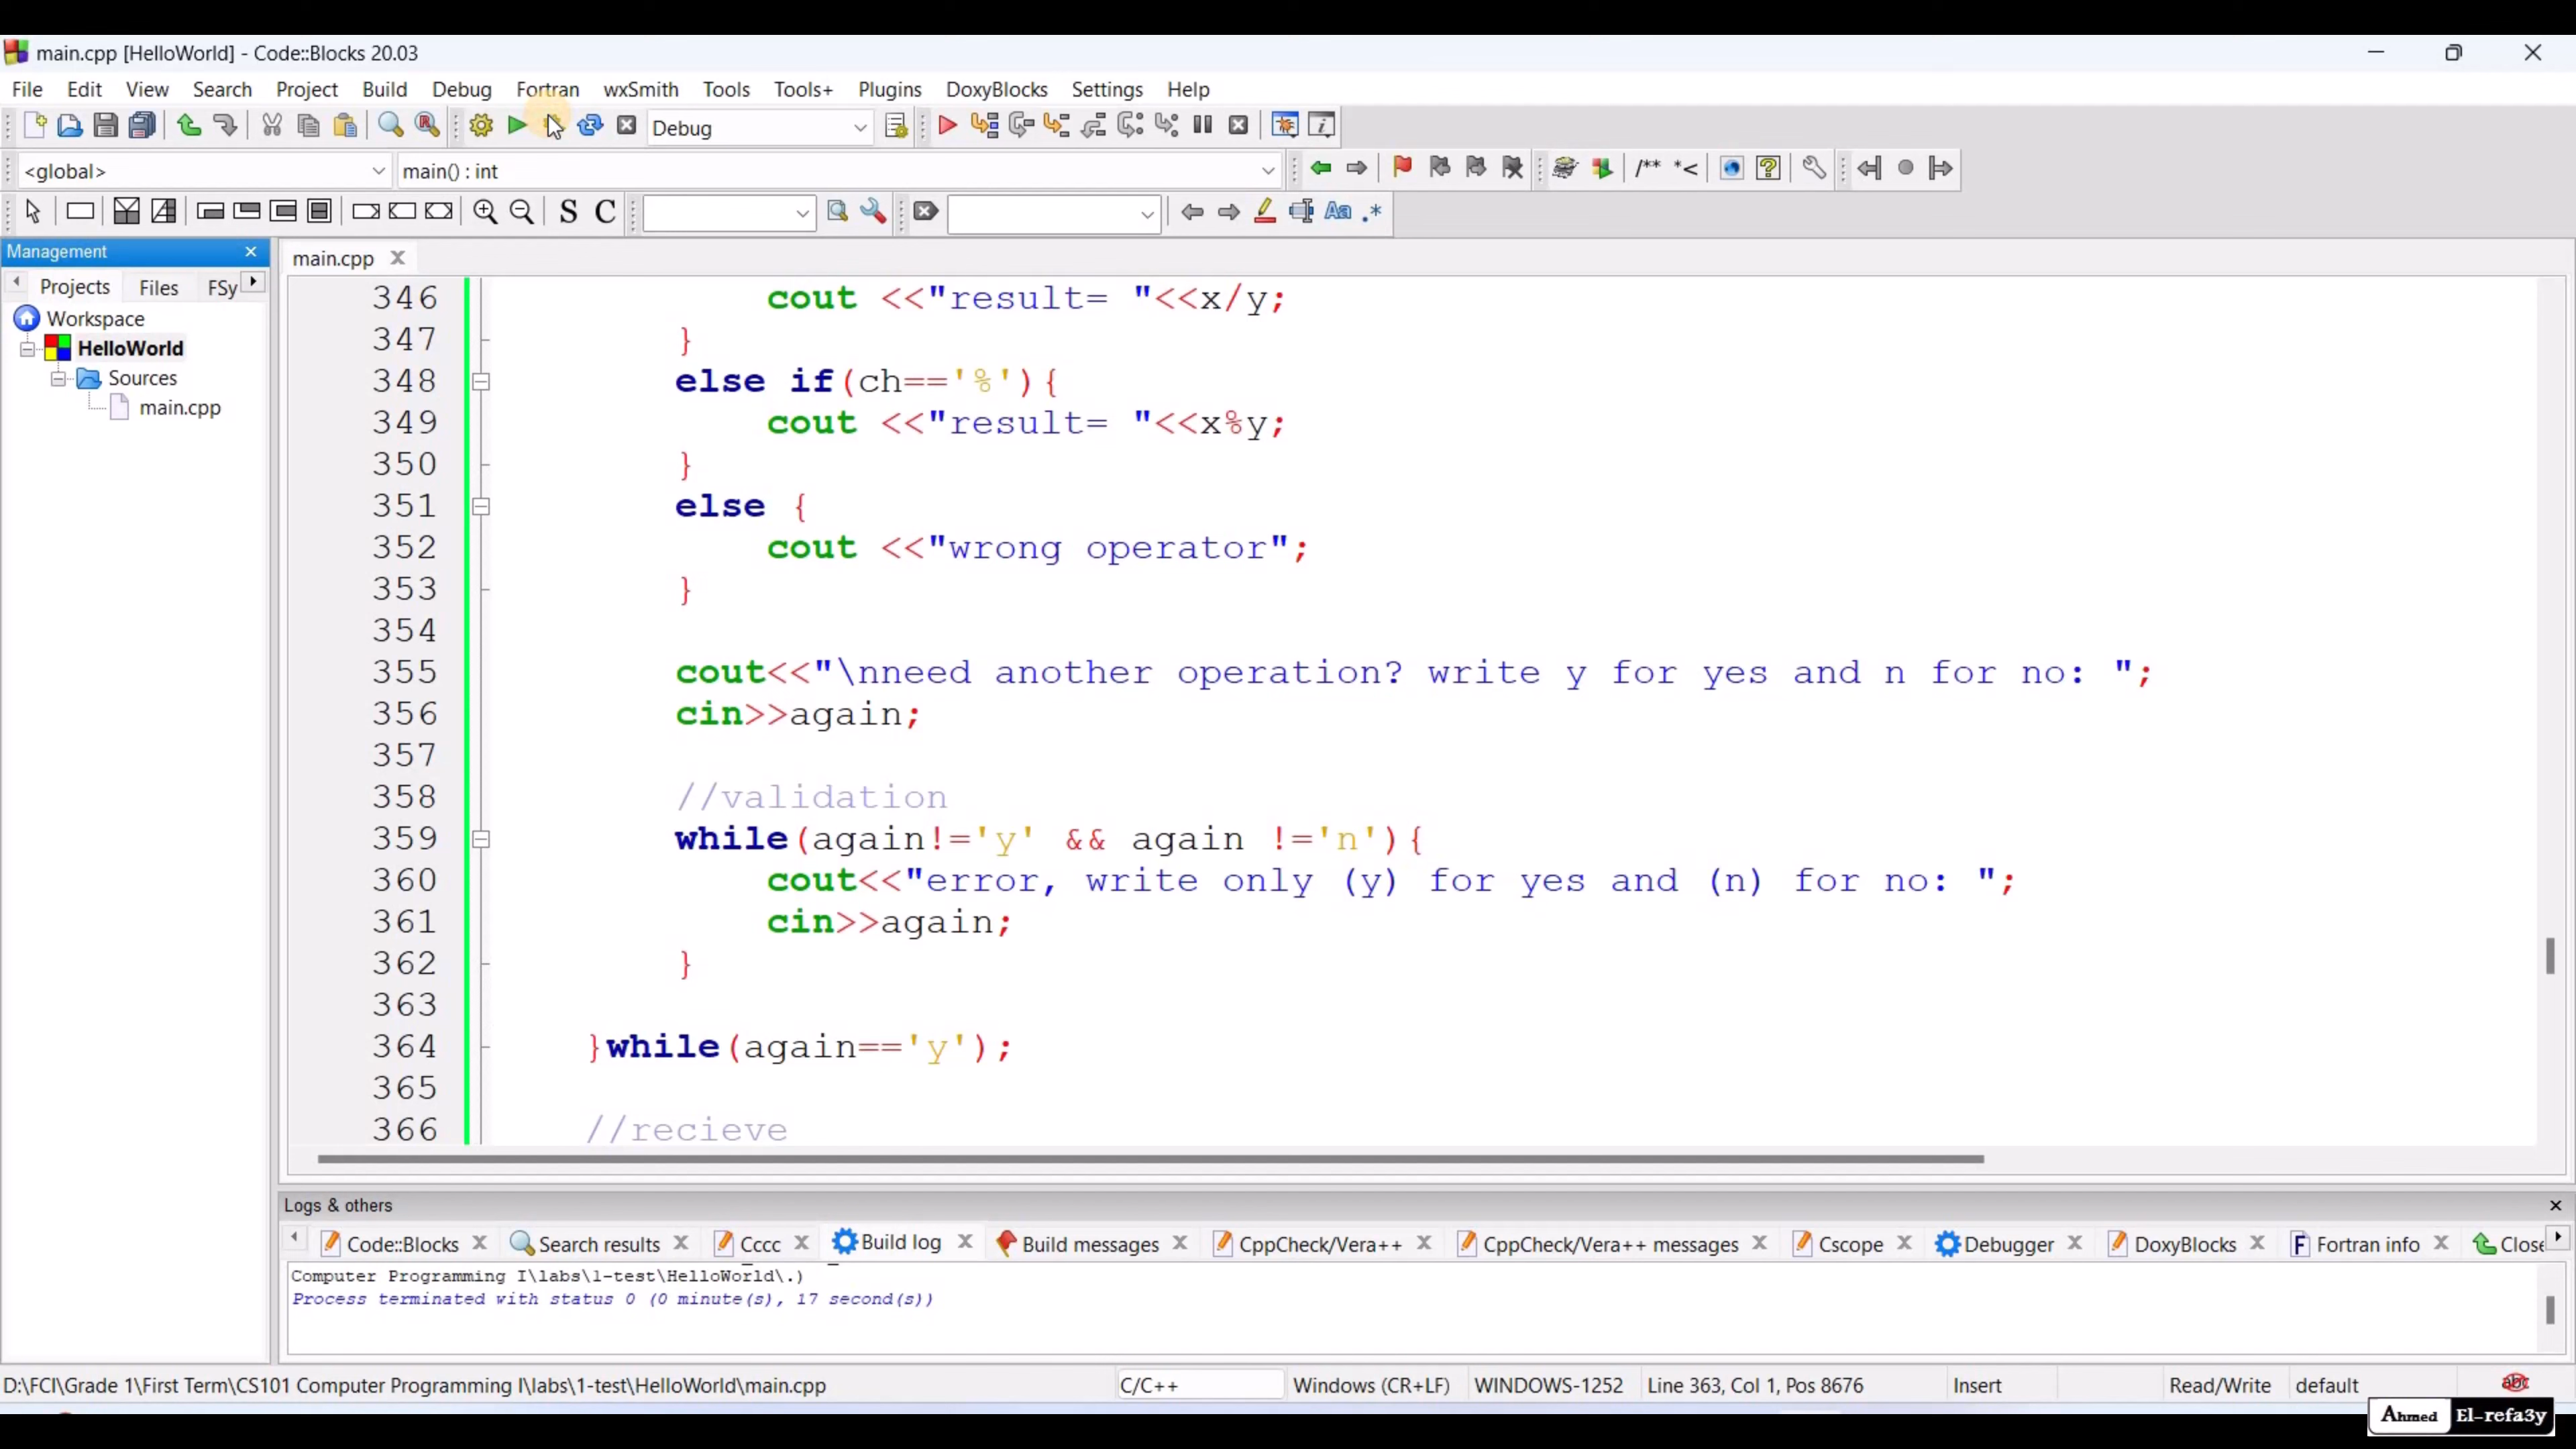 main.cpp [HelloWorld] - Code::Blocks 20.03
File Edit View Search Project Build Debug Fortran wxSmith Tools Tools+ Plugins DoxyBlocks Settings Help
Debug
<global> main() : int
/** *<
S C Aa .*
Management
main.cpp
Projects Files FSy
Workspace
HelloWorld
Sources
main.cpp
346 cout <<"result= "<<x/y;
347 }
348 else if(ch=='%'){
349 cout <<"result= "<<x%y;
350 }
351 else {
352 cout <<"wrong operator";
353 }
354
355 cout<<"\nneed another operation? write y for yes and n for no: ";
356 cin>>again;
357
358 //validation
359 while(again!='y' && again !='n'){
360 cout<<"error, write only (y) for yes and (n) for no: ";
361 cin>>again;
362 }
363
364 }while(again=='y');
365
366 //recieve
Logs & others
Code::Blocks Search results Cccc Build log Build messages CppCheck/Vera++ CppCheck/Vera++ messages Cscope Debugger DoxyBlocks Fortran info Close
Computer Programming I\labs\1-test\HelloWorld\.)
Process terminated with status 0 (0 minute(s), 17 second(s))
D:\FCI\Grade 1\First Term\CS101 Computer Programming I\labs\1-test\HelloWorld\main.cpp C/C++ Windows (CR+LF) WINDOWS-1252 Line 363, Col 1, Pos 8676 Insert Read/Write default
Ahmed El-refa3y